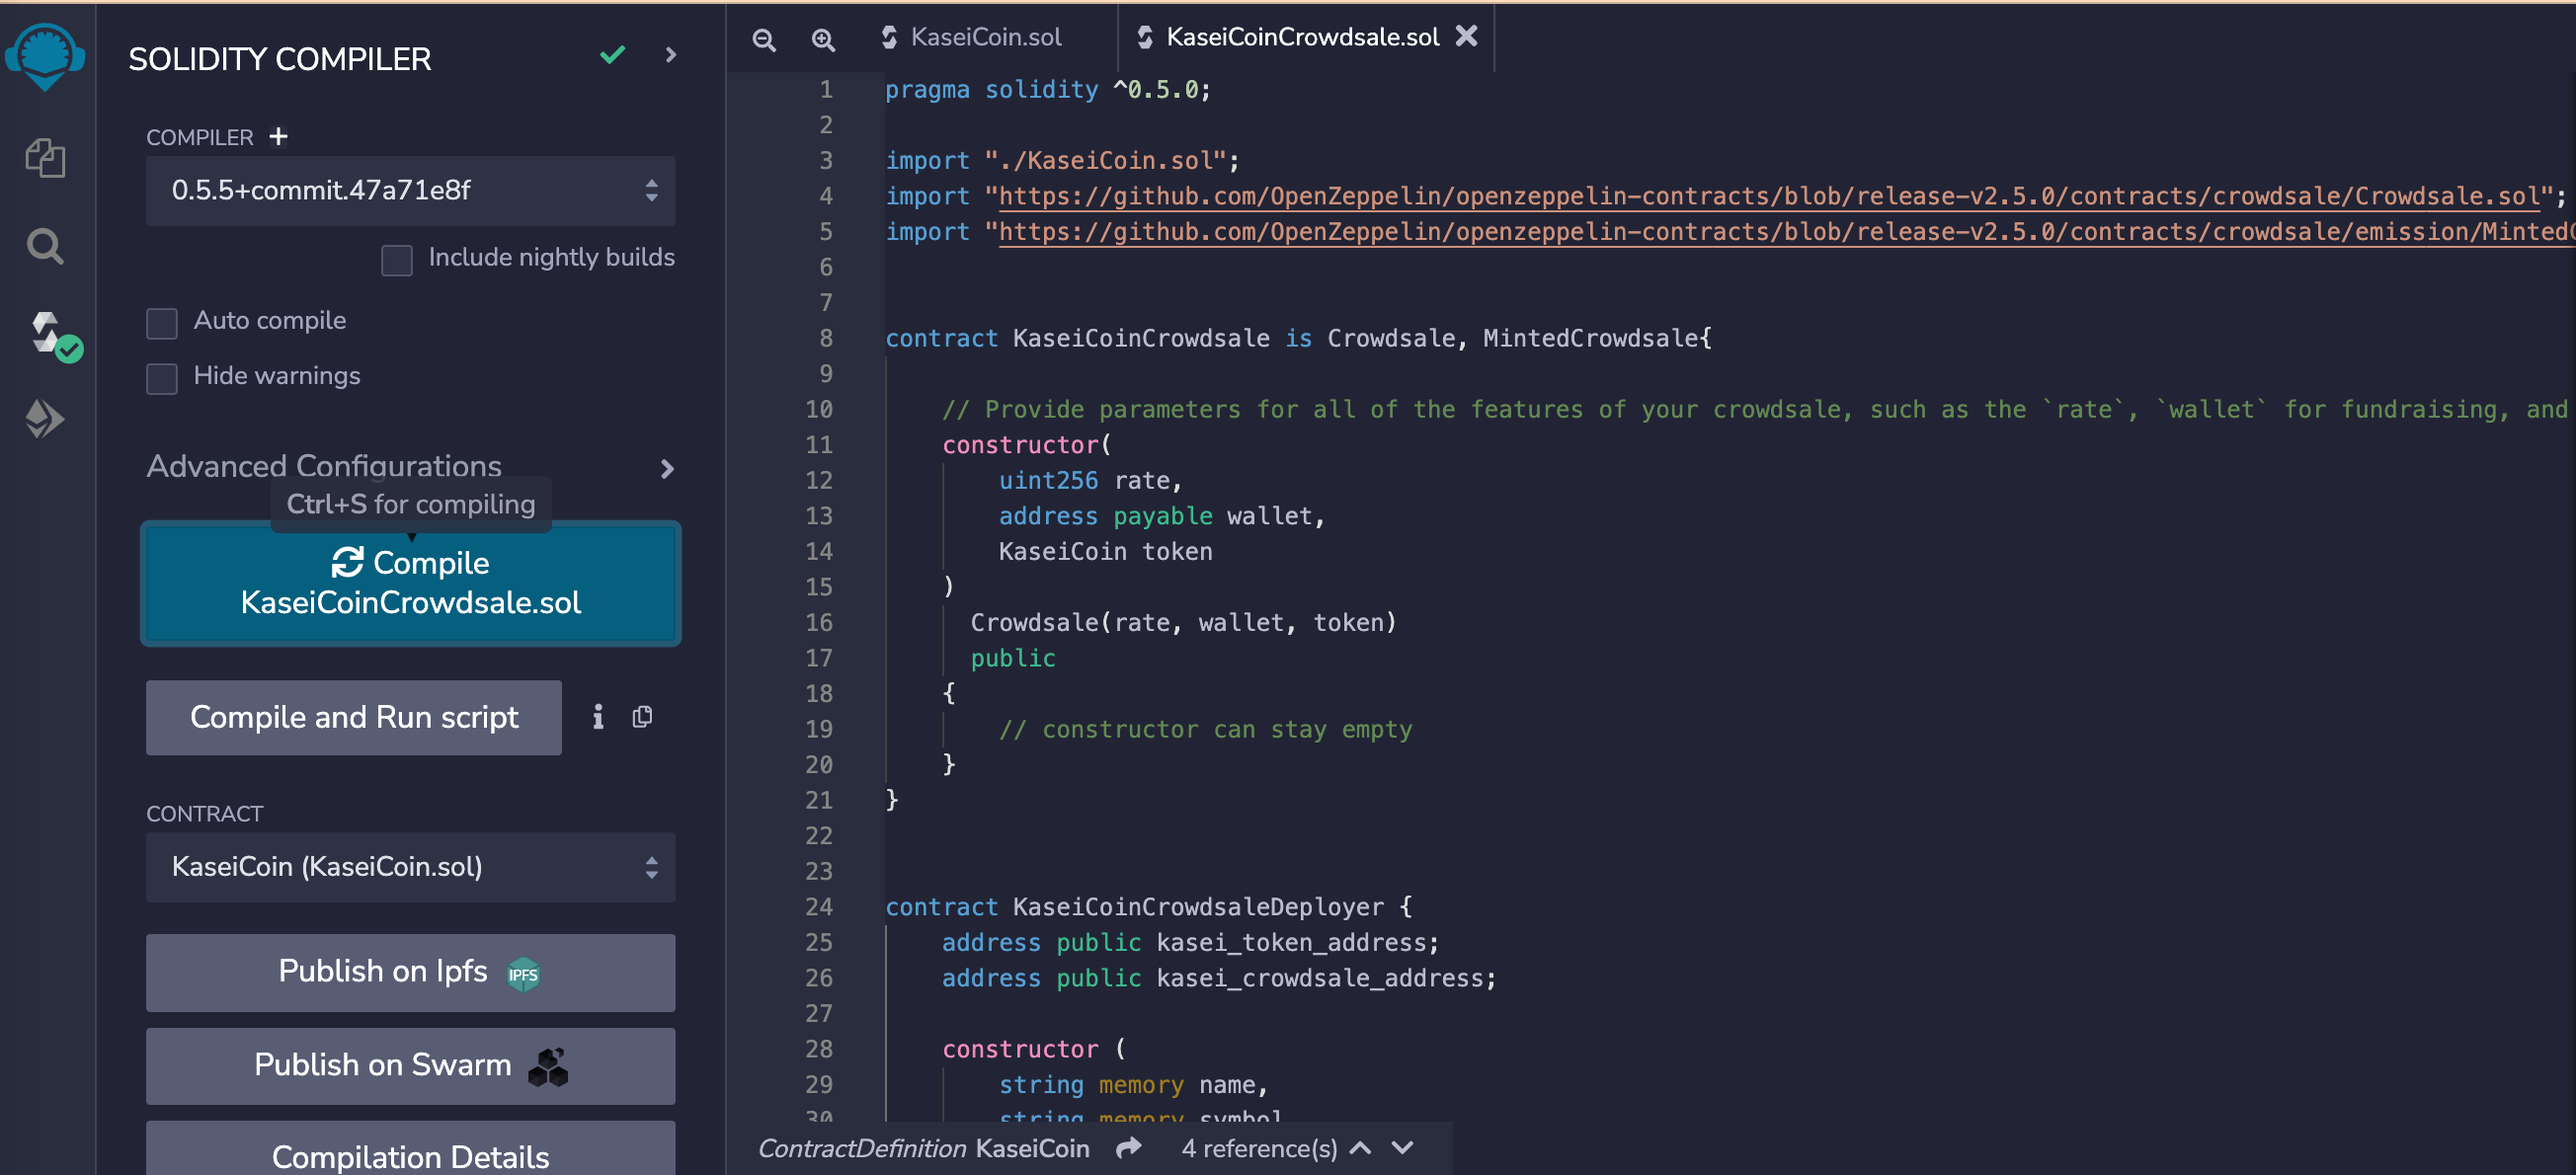 SOLIDITY COMPILER
COMPILER +
0.5.5+commit.47a71e8f
Include nightly builds
Auto compile
Hide warnings
Advanced Configurations
Ctrl+S for compiling
Compile
KaseiCoinCrowdsale.sol
Compile and Run script
CONTRACT
KaseiCoin (KaseiCoin.sol)
Publish on Ipfs IPFS
Publish on Swarm
Compilation Details
KaseiCoin.sol
KaseiCoinCrowdsale.sol
1 pragma solidity ^0.5.0;
2
3 import "./KaseiCoin.sol";
4 import "https://github.com/OpenZeppelin/openzeppelin-contracts/blob/release-v2.5.0/contracts/crowdsale/Crowdsale.sol";
5 import "https://github.com/OpenZeppelin/openzeppelin-contracts/blob/release-v2.5.0/contracts/crowdsale/emission/Minted
6
7
8 contract KaseiCoinCrowdsale is Crowdsale, MintedCrowdsale{
9
10 // Provide parameters for all of the features of your crowdsale, such as the `rate`, `wallet` for fundraising, and
11 constructor(
12 uint256 rate,
13 address payable wallet,
14 KaseiCoin token
15 )
16 Crowdsale(rate, wallet, token)
17 public
18 {
19 // constructor can stay empty
20 }
21 }
22
23
24 contract KaseiCoinCrowdsaleDeployer {
25 address public kasei_token_address;
26 address public kasei_crowdsale_address;
27
28 constructor (
29 string memory name,
30 string memory symbol
ContractDefinition KaseiCoin 4 reference(s)